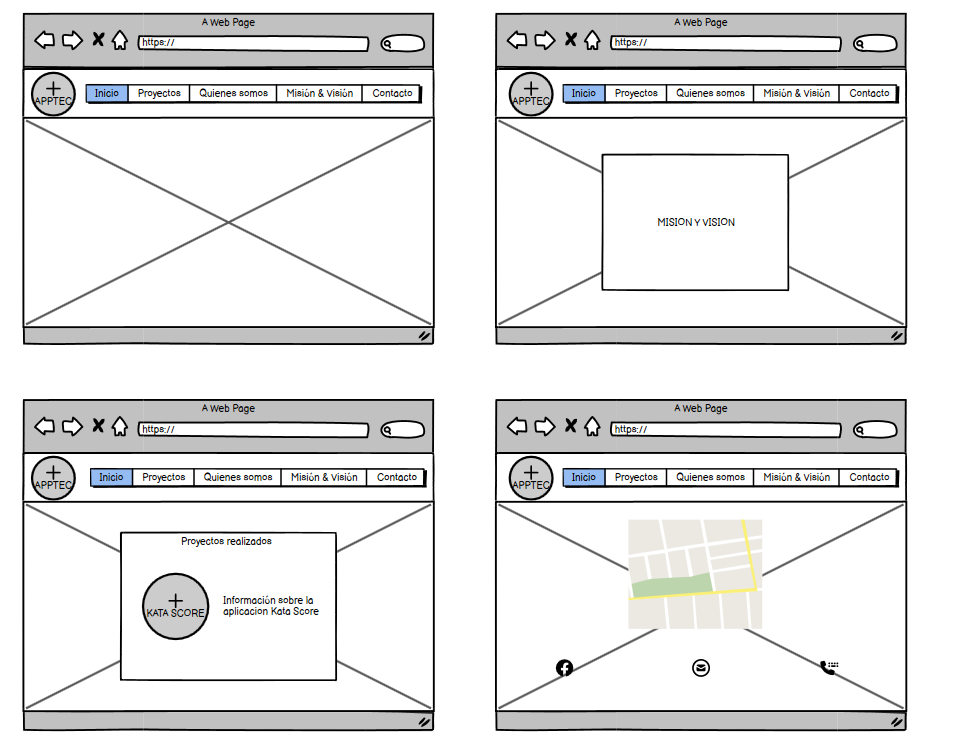 A Web Page
https://
APPTEC
Inicio Proyectos Quienes somos Misión & Visión Contacto
A Web Page
https://
APPTEC
Inicio Proyectos Quienes somos Misión & Visión Contacto
MISION Y VISION
A Web Page
https://
APPTEC
Inicio Proyectos Quienes somos Misión & Visión Contacto
Proyectos realizados
KATA SCORE
Información sobre la
aplicacion Kata Score
A Web Page
https://
APPTEC
Inicio Proyectos Quienes somos Misión & Visión Contacto